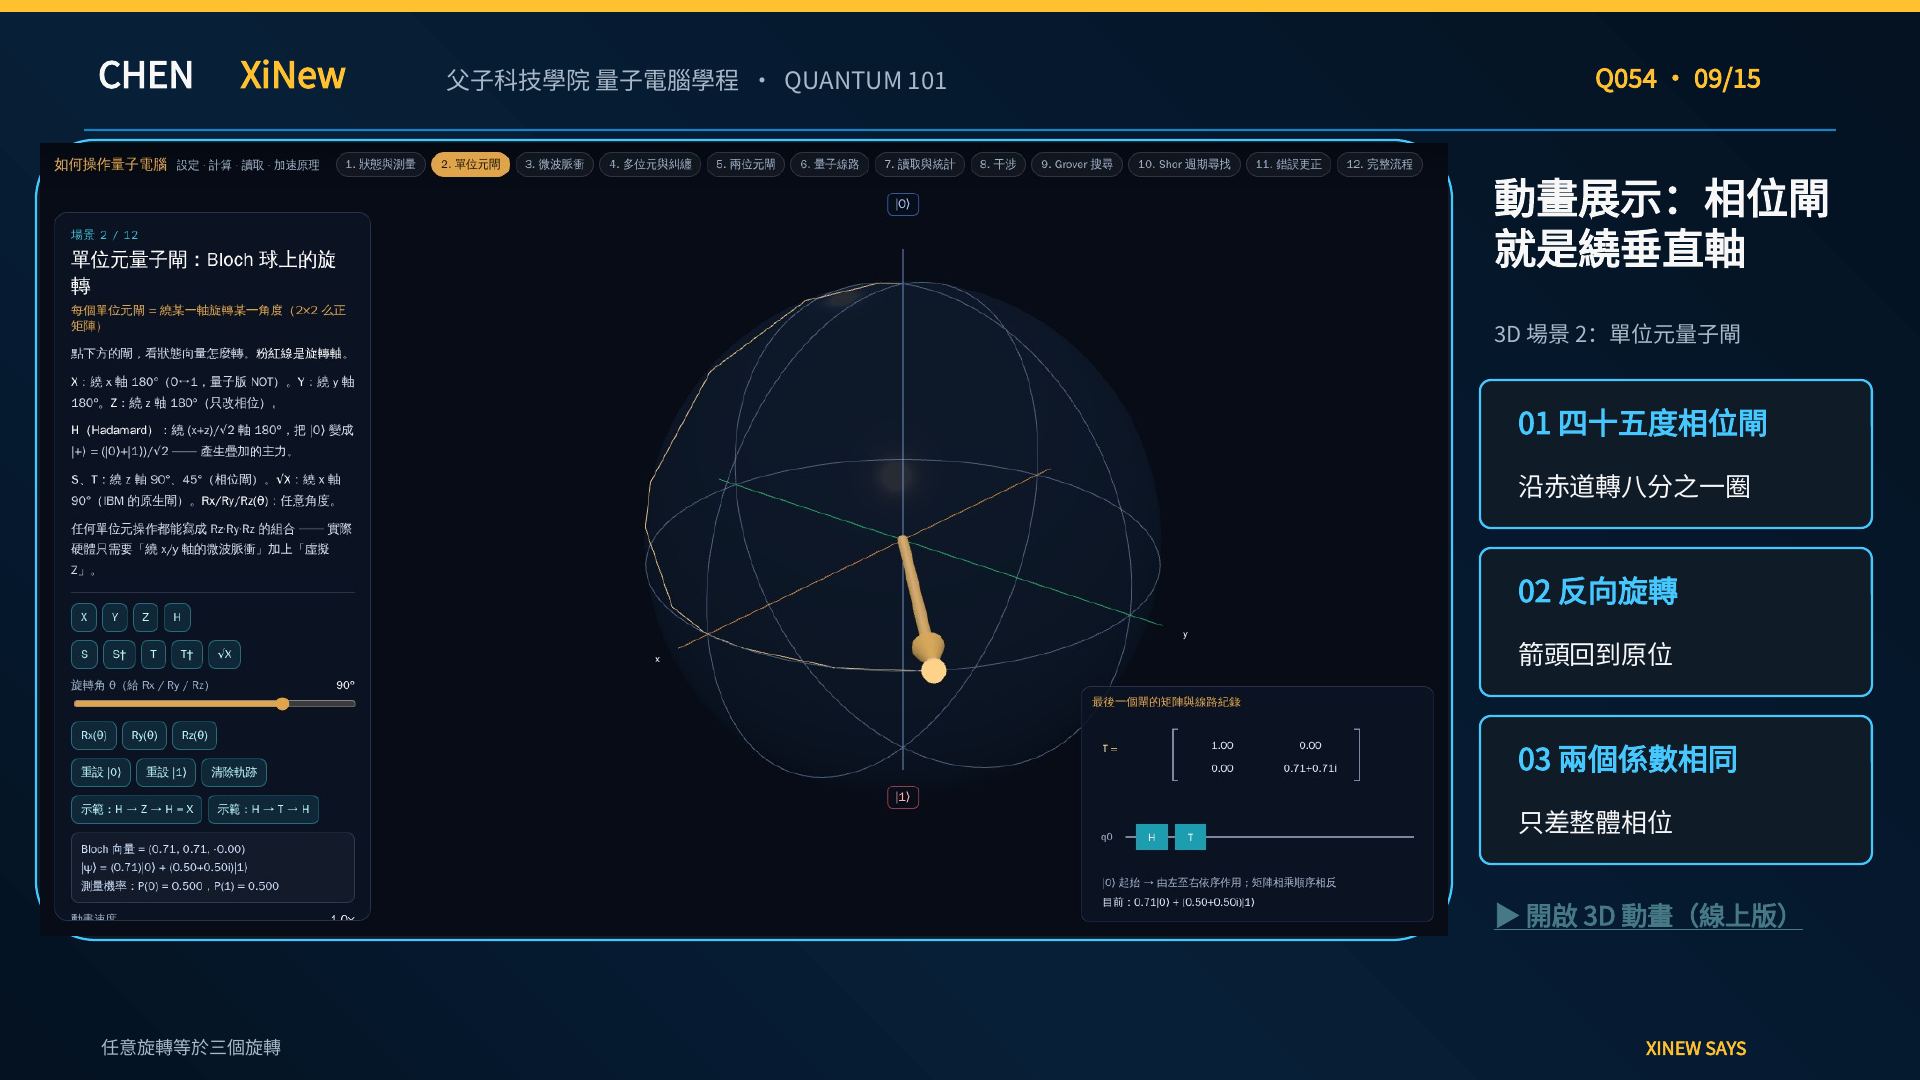 CHEN XiNew
父子科技學院 量子電腦學程 · QUANTUM 101
Q054 · 09/15
如何操作量子電腦 設定 · 計算 · 讀取 · 加速原理
1. 狀態與測量
2. 單位元閘
3. 微波脈衝
4. 多位元與糾纏
5. 兩位元閘
6. 量子線路
7. 讀取與統計
8. 干涉
9. Grover 搜尋
10. Shor 週期尋找
11. 錯誤更正
12. 完整流程
場景 2 / 12
單位元量子閘：Bloch 球上的旋
轉
每個單位元閘 = 繞某一軸旋轉某一角度（2×2 么正
矩陣）
點下方的閘，看狀態向量怎麼轉。粉紅線是旋轉軸。
X：繞 x 軸 180°（0↔1，量子版 NOT）。Y：繞 y 軸
180°。Z：繞 z 軸 180°（只改相位）。
H（Hadamard）：繞 (x+z)/√2 軸 180°，把 |0⟩ 變成
|+⟩ = (|0⟩+|1⟩)/√2 —— 產生疊加的主力。
S、T：繞 z 軸 90°、45°（相位閘）。√X：繞 x 軸
90°（IBM 的原生閘）。Rx/Ry/Rz(θ)：任意角度。
任何單位元操作都能寫成 Rz·Ry·Rz 的組合 —— 實際
硬體只需要「繞 x/y 軸的微波脈衝」加上「虛擬
Z」。
X Y Z H
S S† T T† √X
旋轉角 θ（給 Rx / Ry / Rz） 90°
Rx(θ) Ry(θ) Rz(θ)
重設 |0⟩ 重設 |1⟩ 清除軌跡
示範：H → Z → H = X 示範：H → T → H
Bloch 向量 = (0.71, 0.71, -0.00)
|ψ⟩ = (0.71)|0⟩ + (0.50+0.50i)|1⟩
測量機率：P(0) = 0.500，P(1) = 0.500
動畫速度 1.0×
|0⟩
x
y
|1⟩
最後一個閘的矩陣與線路紀錄
T =
1.00 0.00
0.00 0.71+0.71i
q0 H T
|0⟩ 起始 → 由左至右依序作用；矩陣相乘順序相反
目前：0.71|0⟩ + (0.50+0.50i)|1⟩
動畫展示：相位閘
就是繞垂直軸
3D 場景 2：單位元量子閘
01 四十五度相位閘
沿赤道轉八分之一圈
02 反向旋轉
箭頭回到原位
03 兩個係數相同
只差整體相位
▶ 開啟 3D 動畫（線上版）
任意旋轉等於三個旋轉
XINEW SAYS